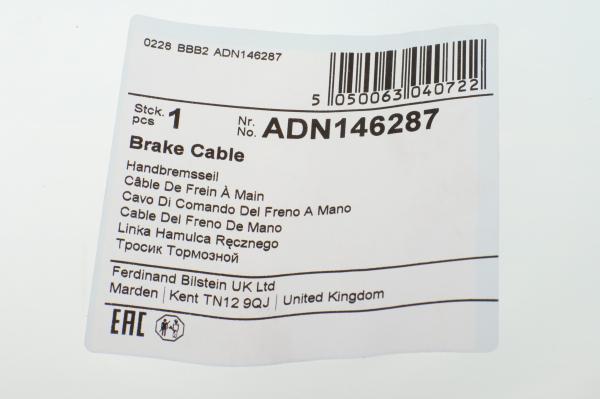 0228 BBB2 ADN146287
5 050063 040722
Stck. pcs 1 Nr. No. ADN146287
Brake Cable
Handbremsseil
Câble De Frein À Main
Cavo Di Comando Del Freno A Mano
Cable Del Freno De Mano
Linka Hamulca Ręcznego
Тросик Тормозной
Ferdinand Bilstein UK Ltd
Marden | Kent TN12 9QJ | United Kingdom
EAC